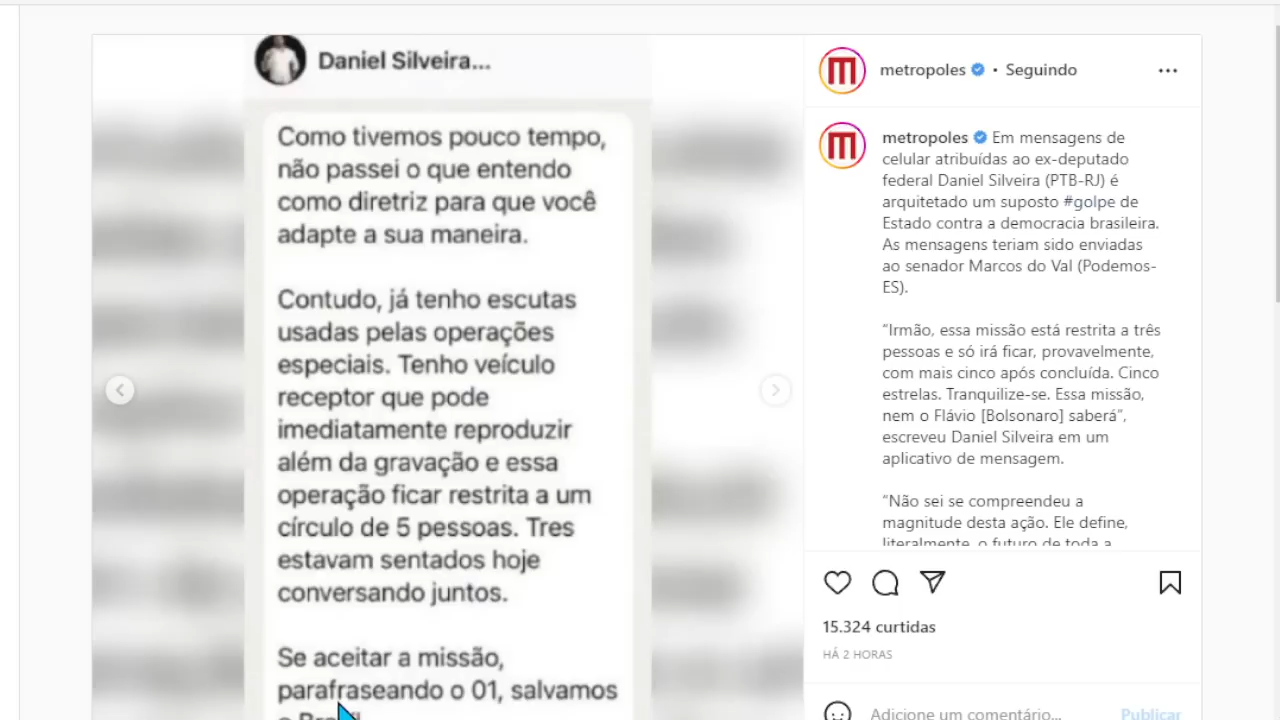 Daniel Silveira...
Como tivemos pouco tempo,
não passei o que entendo
como diretriz para que você
adapte a sua maneira.
Contudo, já tenho escutas
usadas pelas operações
especiais. Tenho veículo
receptor que pode
imediatamente reproduzir
além da gravação e essa
operação ficar restrita a um
círculo de 5 pessoas. Tres
estavam sentados hoje
conversando juntos.
Se aceitar a missão,
parafraseando o 01, salvamos
metropoles • Seguindo
metropoles Em mensagens de
celular atribuídas ao ex-deputado
federal Daniel Silveira (PTB-RJ) é
arquitetado um suposto #golpe de
Estado contra a democracia brasileira.
As mensagens teriam sido enviadas
ao senador Marcos do Val (Podemos-
ES).
“Irmão, essa missão está restrita a três
pessoas e só irá ficar, provavelmente,
com mais cinco após concluída. Cinco
estrelas. Tranquilize-se. Essa missão,
nem o Flávio [Bolsonaro] saberá”,
escreveu Daniel Silveira em um
aplicativo de mensagem.
“Não sei se compreendeu a
magnitude desta ação. Ele define,
literalmente, o futuro de toda a
15.324 curtidas
HÁ 2 HORAS
Adicione um comentário...
Publicar